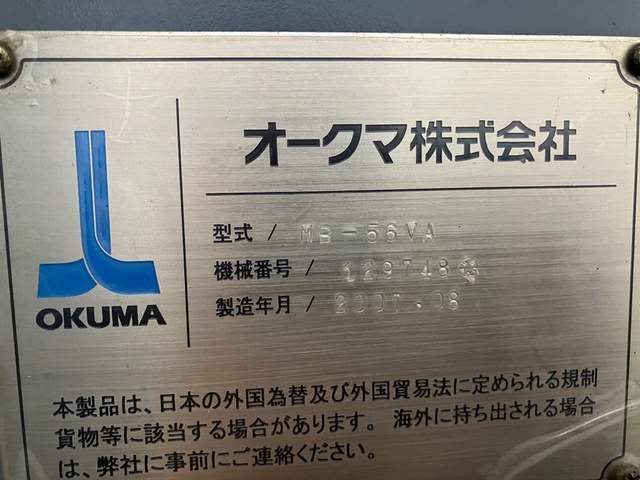 オークマ株式会社
OKUMA
型式 / MB-56VA
機械番号 / 129748
製造年月 / 2007.08
本製品は、日本の外国為替及び外国貿易法に定められる規制
貨物等に該当する場合があります。海外に持ち出される場合
は、弊社に事前にご連絡ください。